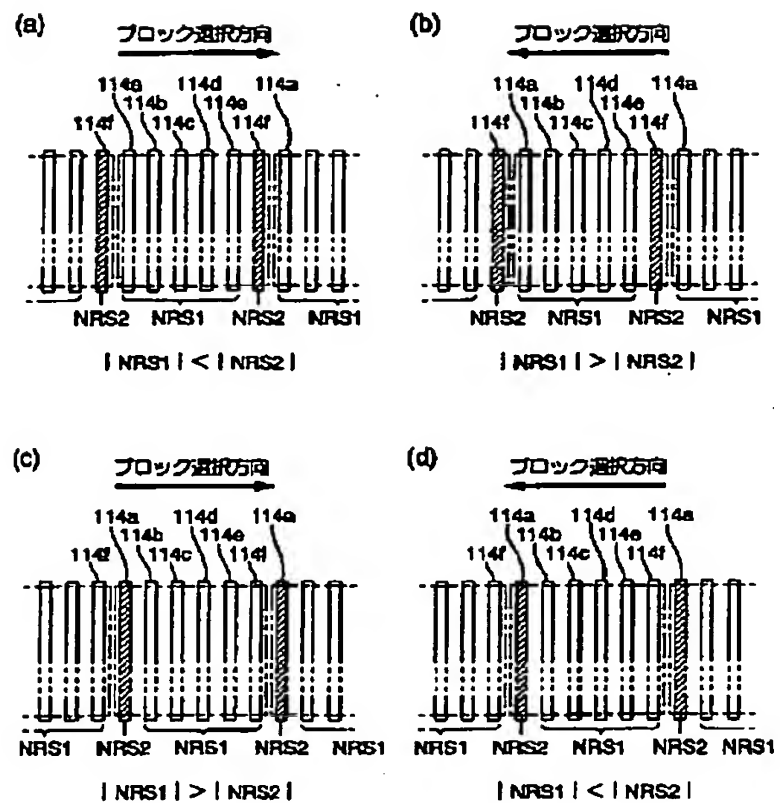 (a)
ブロック選択方向
114a 114d 114a
114b 114e
114f 114c 114f
NRS2 NRS1 NRS2 NRS1
| NRS1 | < | NRS2 |
(b)
ブロック選択方向
114a 114d 114a
114b 114e
114f 114c 114f
NRS2 NRS1 NRS2 NRS1
| NRS1 | > | NRS2 |
(c)
ブロック選択方向
114a 114d 114a
114b 114e
114f 114c 114f
NRS1 NRS2 NRS1 NRS2 NRS1
| NRS1 | > | NRS2 |
(d)
ブロック選択方向
114a 114d 114a
114b 114e
114f 114c 114f
NRS1 NRS2 NRS1 NRS2 NRS1
| NRS1 | < | NRS2 |